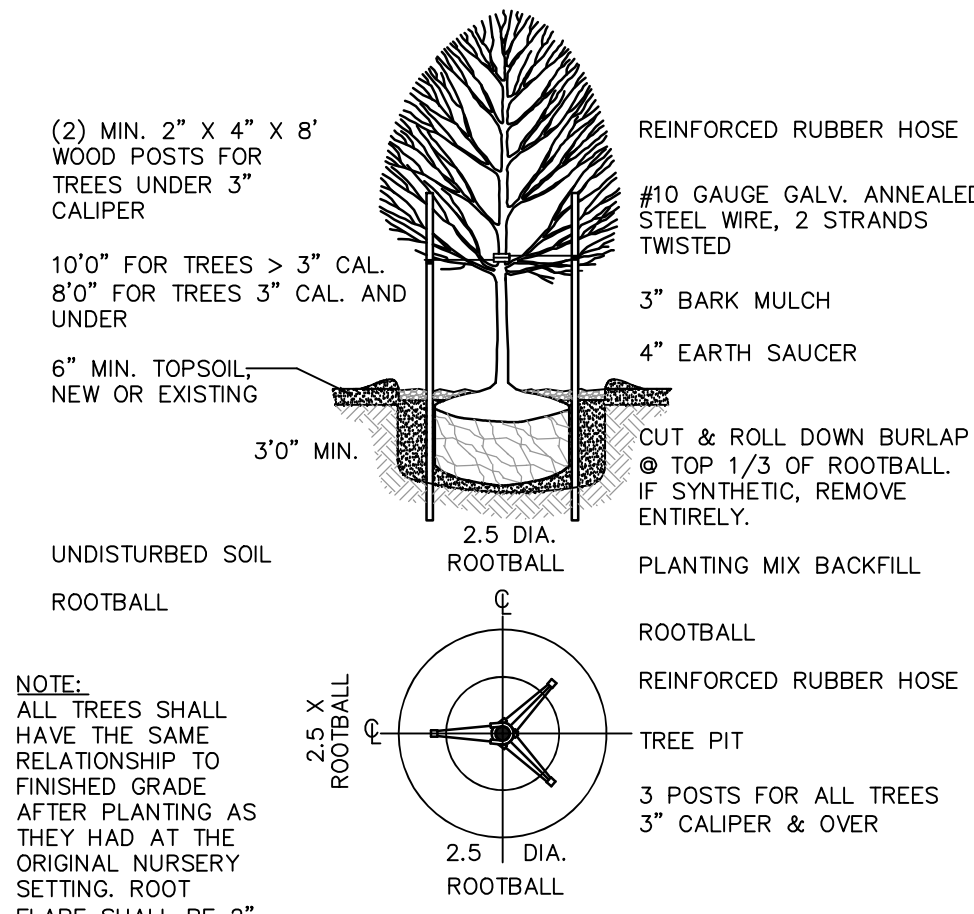 (2) MIN. 2" X 4" X 8'
WOOD POSTS FOR
TREES UNDER 3"
CALIPER
10'0" FOR TREES > 3" CAL.
8'0" FOR TREES 3" CAL. AND
UNDER
6" MIN. TOPSOIL,
NEW OR EXISTING
3'0" MIN.
UNDISTURBED SOIL
ROOTBALL
REINFORCED RUBBER HOSE
#10 GAUGE GALV. ANNEALED
STEEL WIRE, 2 STRANDS
TWISTED
3" BARK MULCH
4" EARTH SAUCER
CUT & ROLL DOWN BURLAP
@ TOP 1/3 OF ROOTBALL.
IF SYNTHETIC, REMOVE
ENTIRELY.
PLANTING MIX BACKFILL
2.5 DIA.
ROOTBALL
℄
℄
2.5 X
ROOTBALL
2.5 DIA.
ROOTBALL
ROOTBALL
REINFORCED RUBBER HOSE
TREE PIT
3 POSTS FOR ALL TREES
3" CALIPER & OVER
NOTE:
ALL TREES SHALL
HAVE THE SAME
RELATIONSHIP TO
FINISHED GRADE
AFTER PLANTING AS
THEY HAD AT THE
ORIGINAL NURSERY
SETTING. ROOT
FLARE SHALL BE 2"